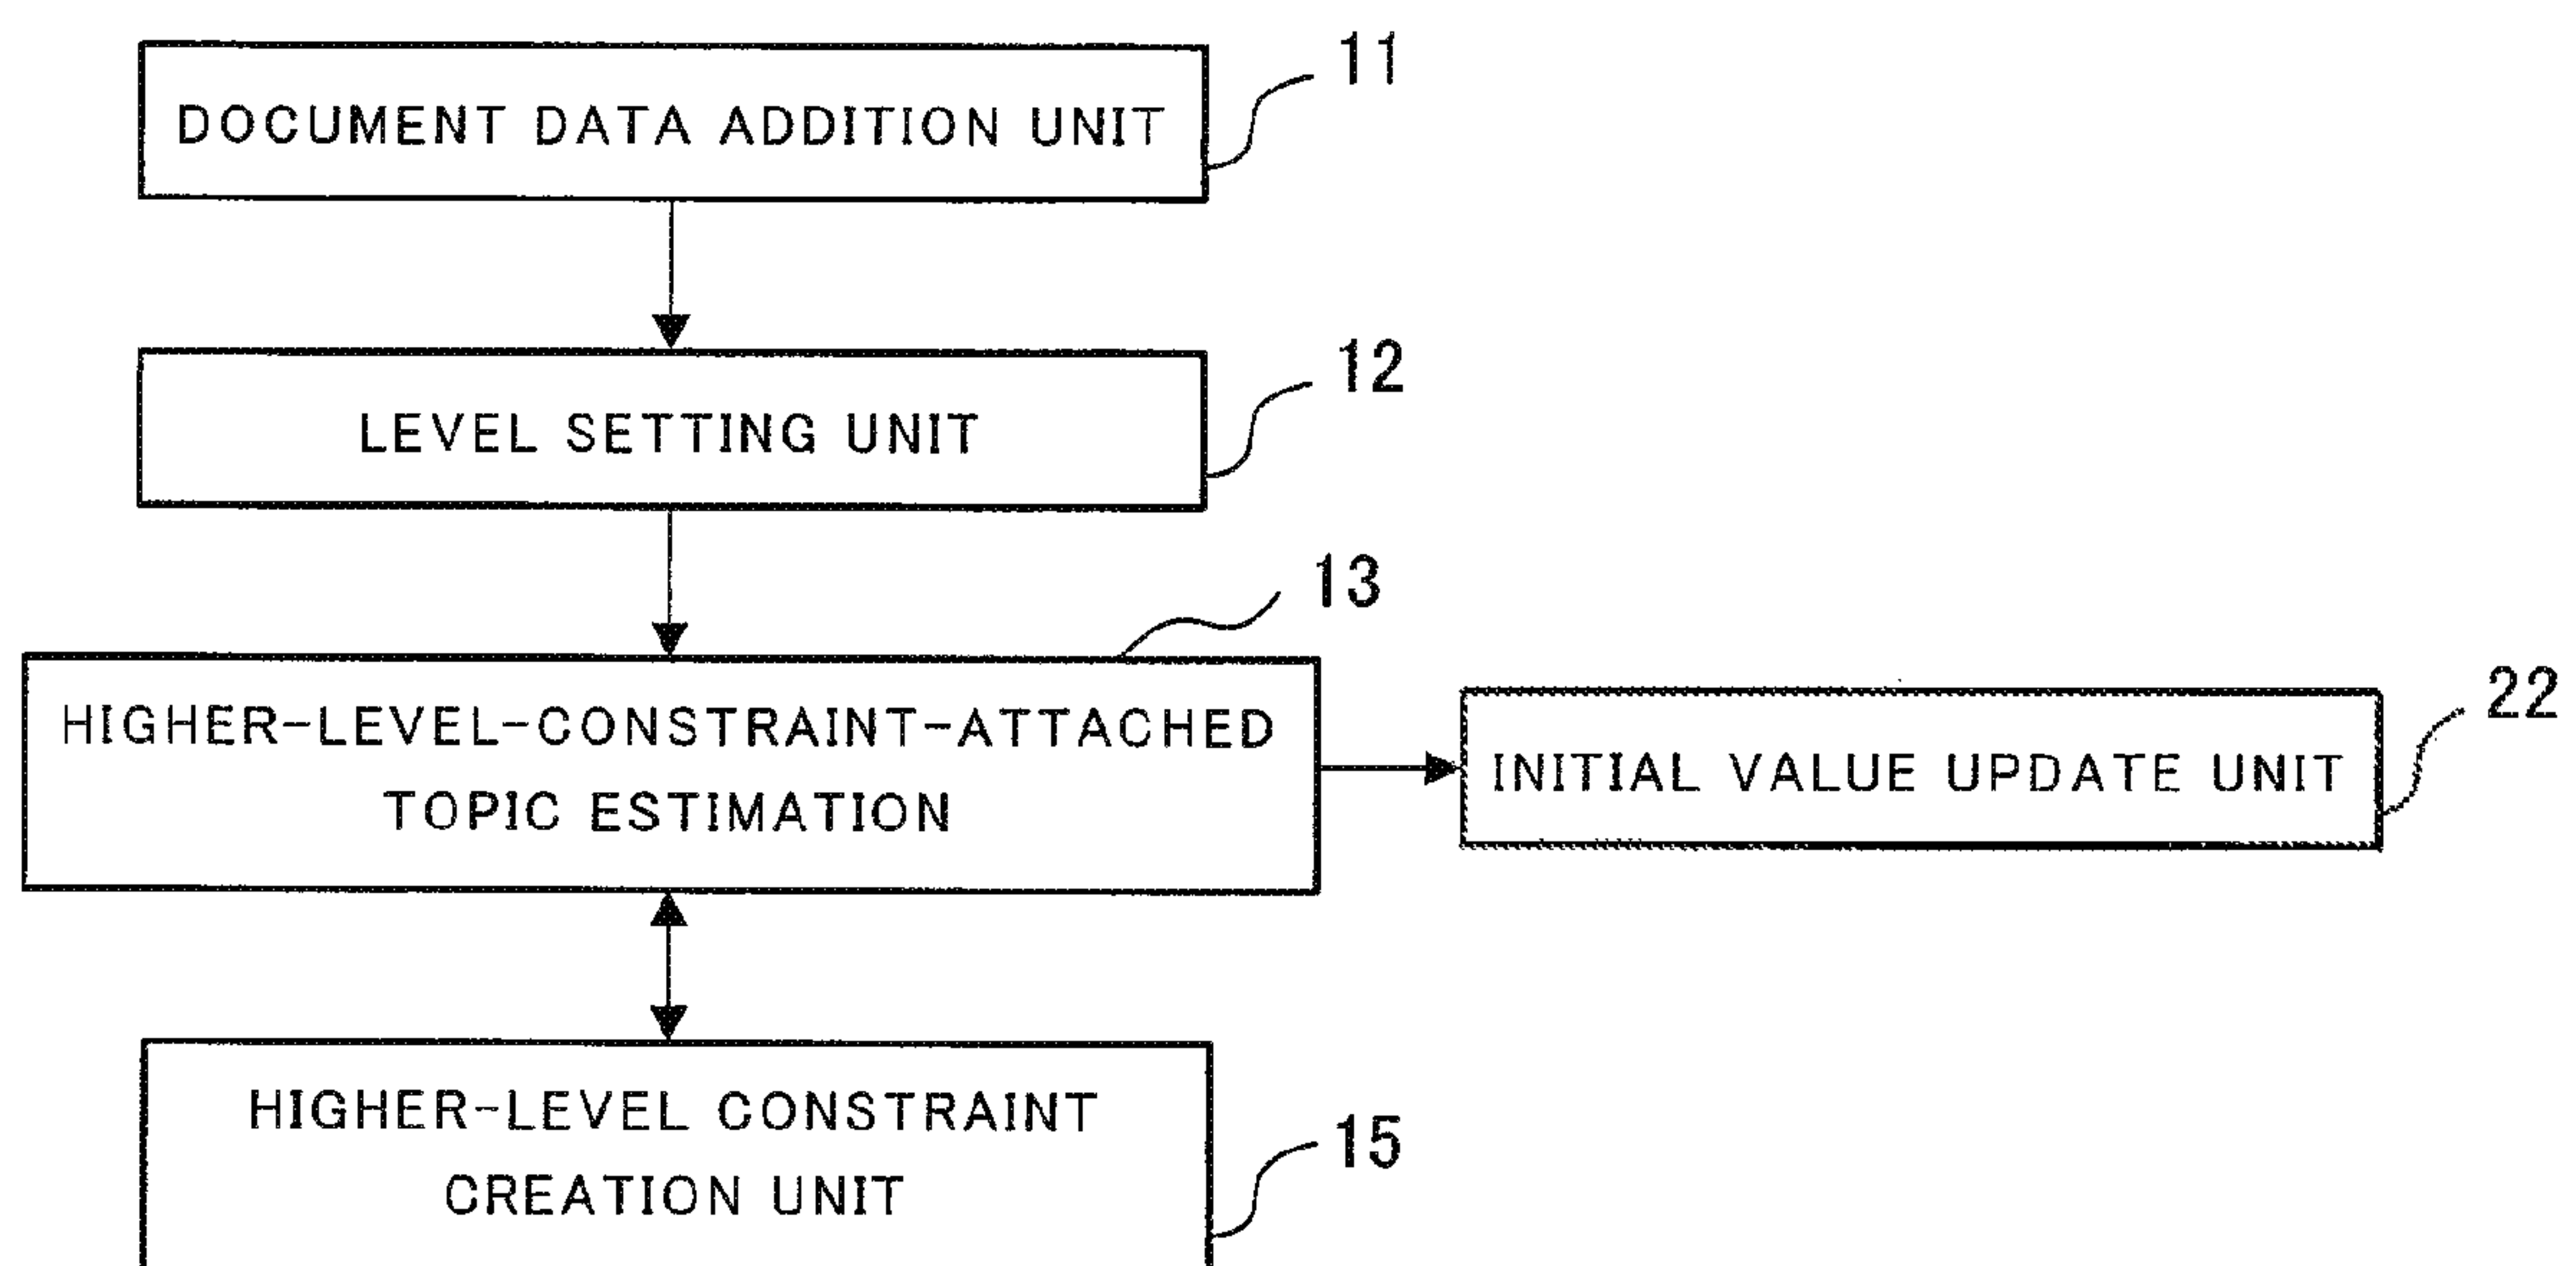 11
DOCUMENT DATA ADDITION UNIT
12
LEVEL SETTING UNIT
13
HIGHER-LEVEL-CONSTRAINT-ATTACHED
TOPIC ESTIMATION
22
INITIAL VALUE UPDATE UNIT
HIGHER-LEVEL CONSTRAINT
CREATION UNIT
15